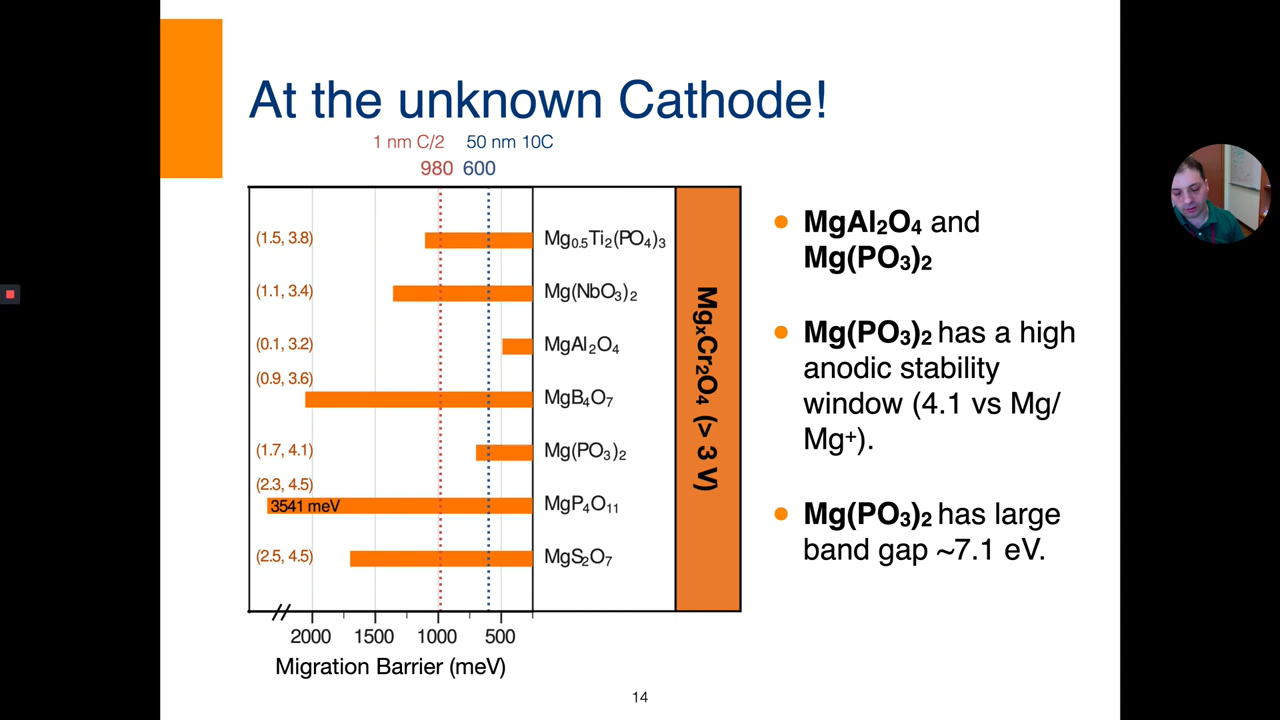 At the unknown Cathode!
1 nm C/2 50 nm 10C
980 600
(1.5, 3.8) Mg₀.₅Ti₂(PO₄)₃
(1.1, 3.4) Mg(NbO₃)₂
(0.1, 3.2) MgAl₂O₄
(0.9, 3.6) MgB₄O₇
(1.7, 4.1) Mg(PO₃)₂
(2.3, 4.5) MgP₄O₁₁
3541 meV
(2.5, 4.5) MgS₂O₇
2000 1500 1000 500
Migration Barrier (meV)
MgₓCr₂O₄ (> 3 V)
MgAl₂O₄ and
Mg(PO₃)₂
Mg(PO₃)₂ has a high
anodic stability
window (4.1 vs Mg/
Mg⁺).
Mg(PO₃)₂ has large
band gap ~7.1 eV.
14